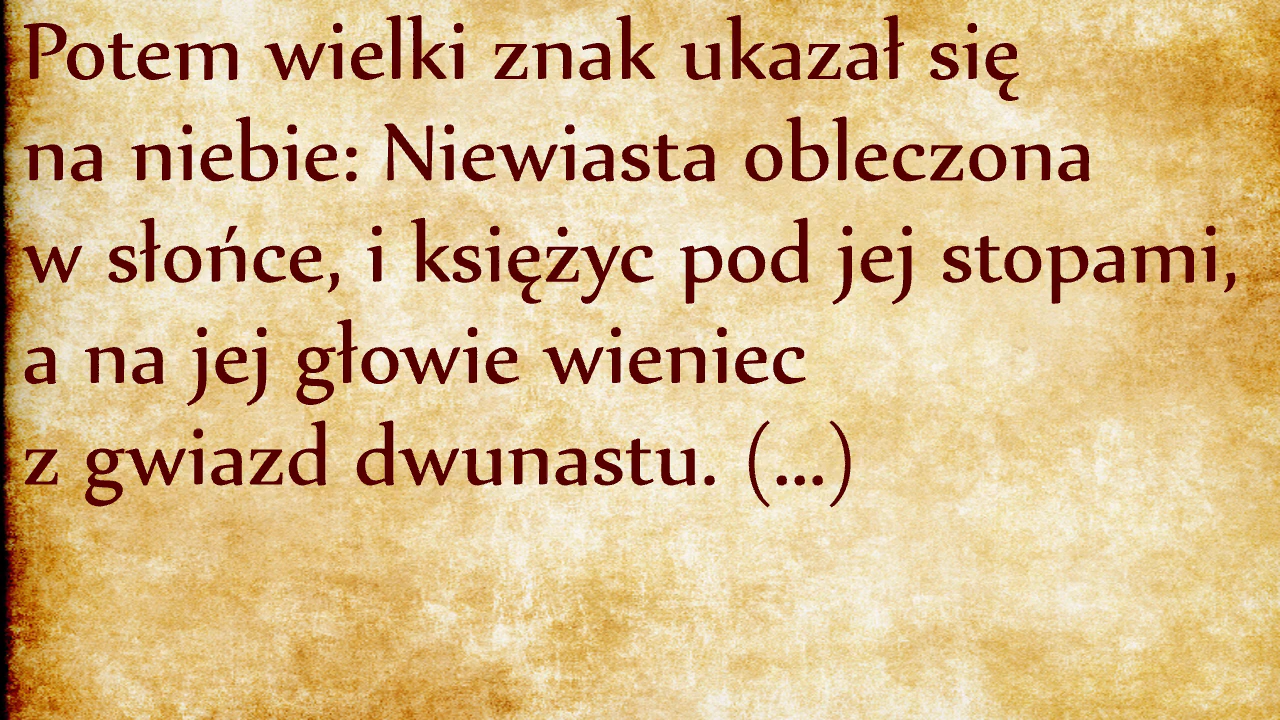 Potem wielki znak ukazał się
na niebie: Niewiasta obleczona
w słońce, i księżyc pod jej stopami,
a na jej głowie wieniec
z gwiazd dwunastu. (...)